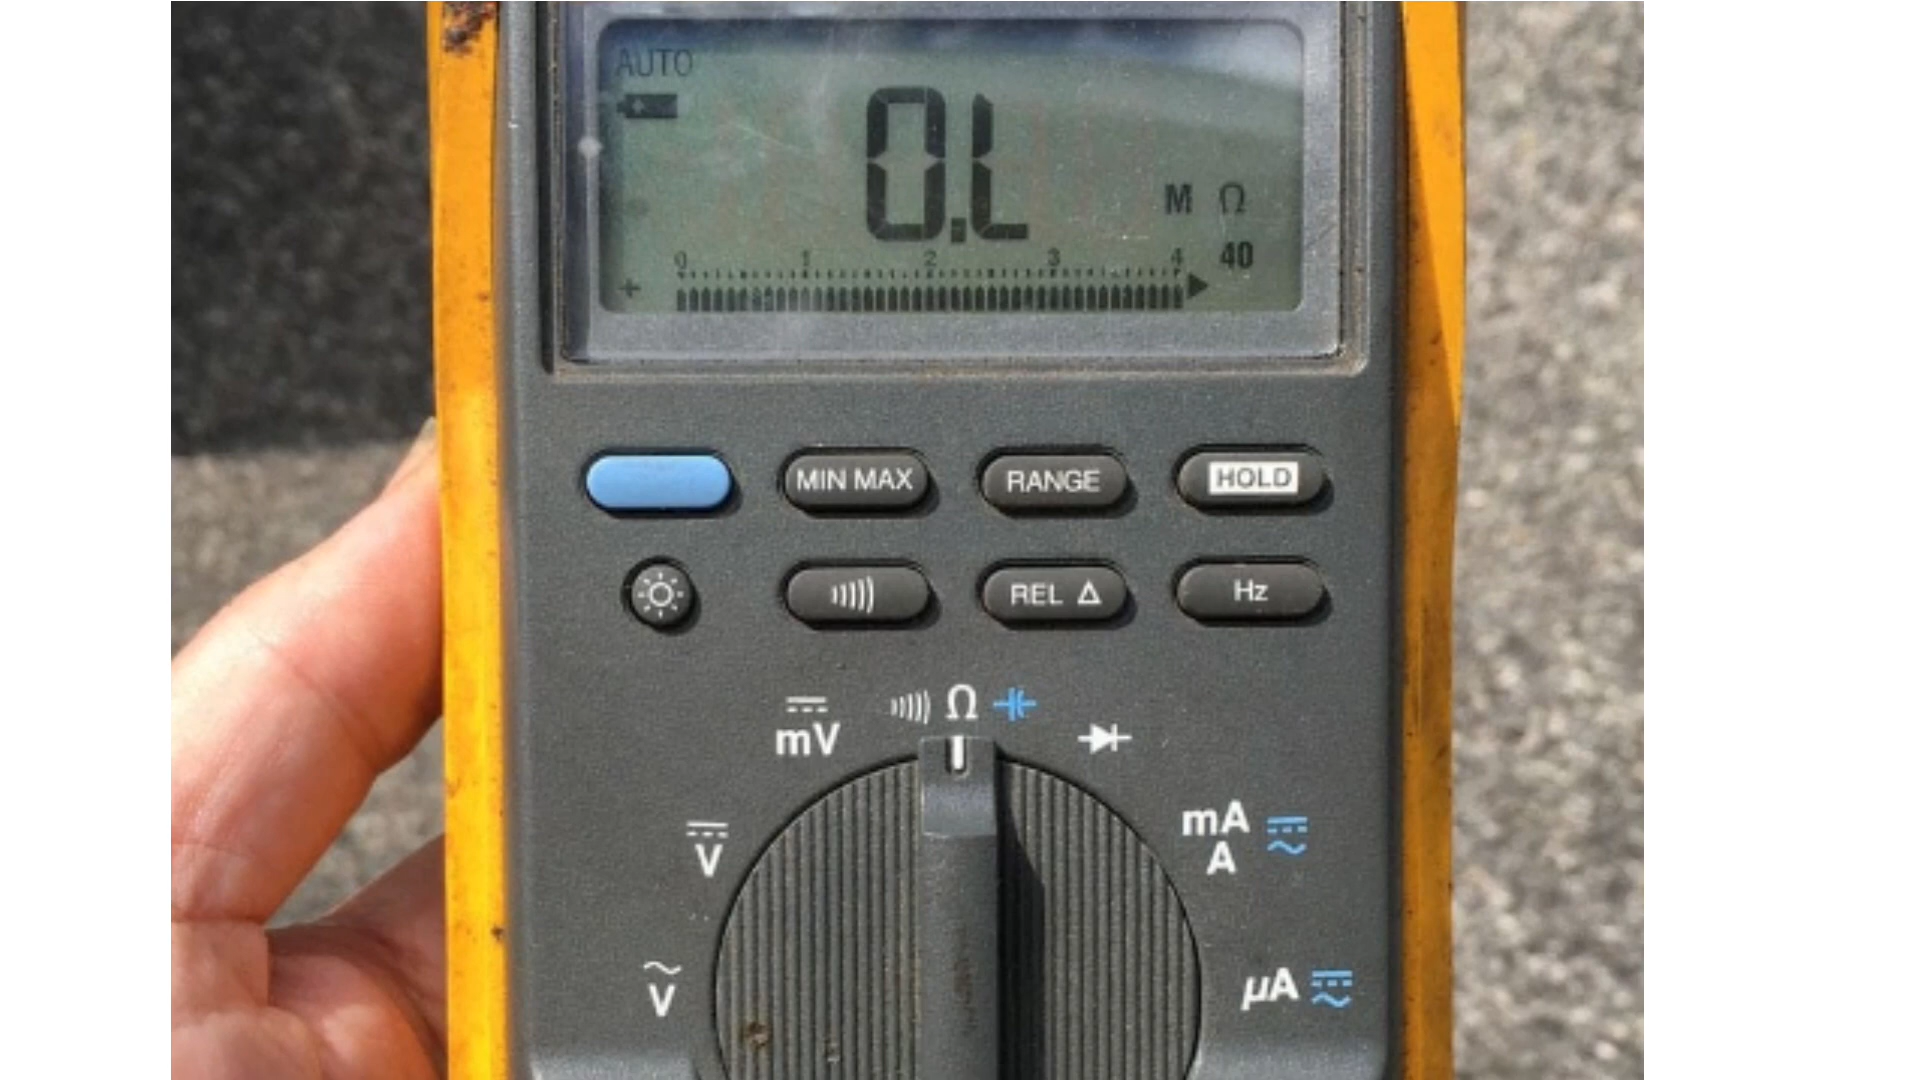 AUTO
0.L
M Ω
0 1 2 3 4 40
+
MIN MAX RANGE HOLD
REL Δ Hz
mV Ω
V mA
A
V µA